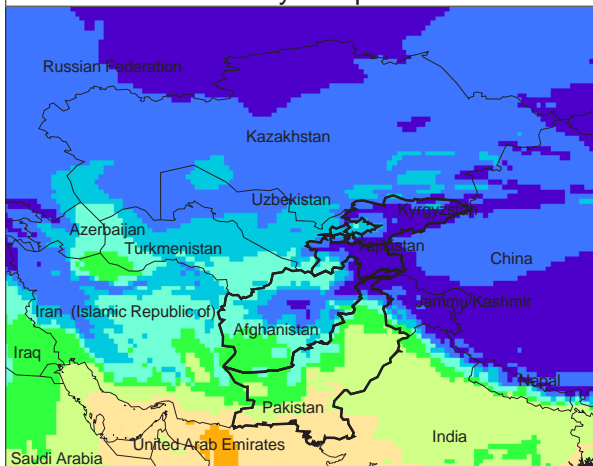 Russian Federation
Kazakhstan
Uzbekistan
Kyrgyzstan
Azerbaijan
Turkmenistan
Tajikistan
China
Jammu Kashmir
Iran (Islamic Republic of)
Afghanistan
Iraq
Nepal
Pakistan
India
United Arab Emirates
Saudi Arabia